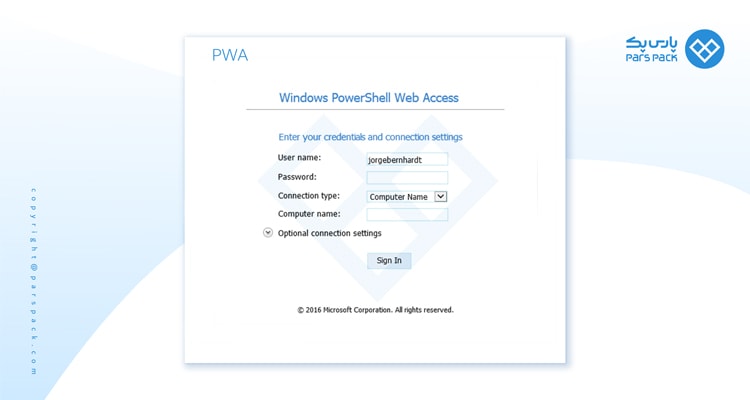 PWA
پارس پک
PARS PACK
Windows PowerShell Web Access
Enter your credentials and connection settings
User name: jorgebernhardt
Password:
Connection type: Computer Name
Computer name:
Optional connection settings
Sign In
© 2016 Microsoft Corporation. All rights reserved.
copyright@parspack.com